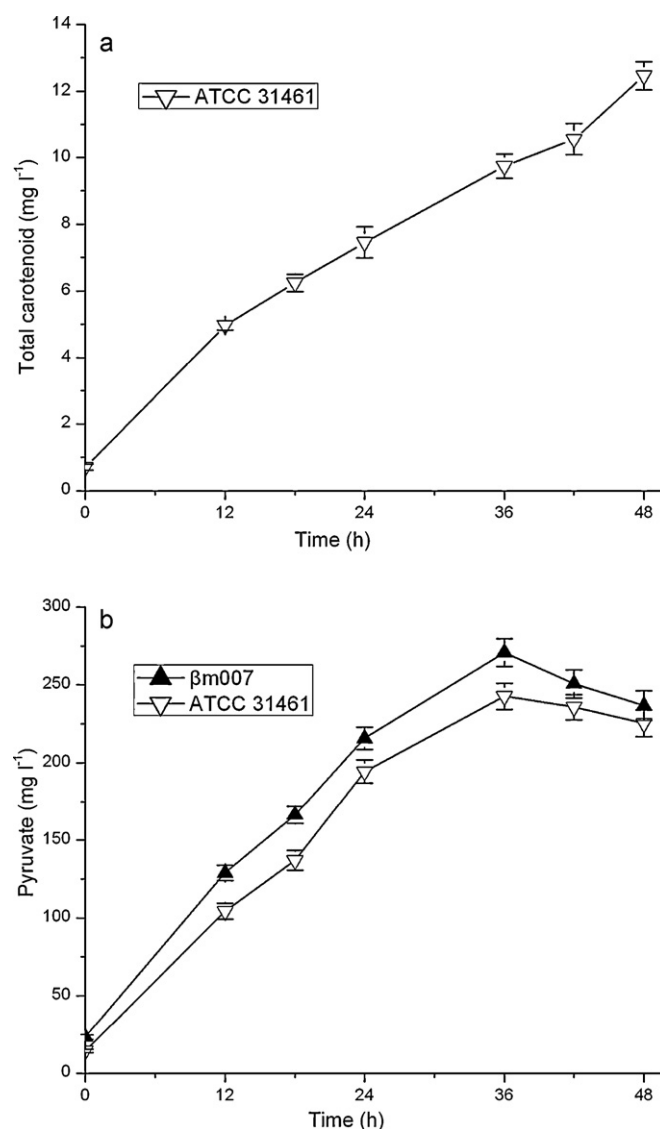 a
14
12
10
8
6
4
2
0
Total carotenoid (mg l⁻¹)
ATCC 31461
0 12 24 36 48
Time (h)
b
300
250
200
150
100
50
0
Pyruvate (mg l⁻¹)
βm007
ATCC 31461
0 12 24 36 48
Time (h)